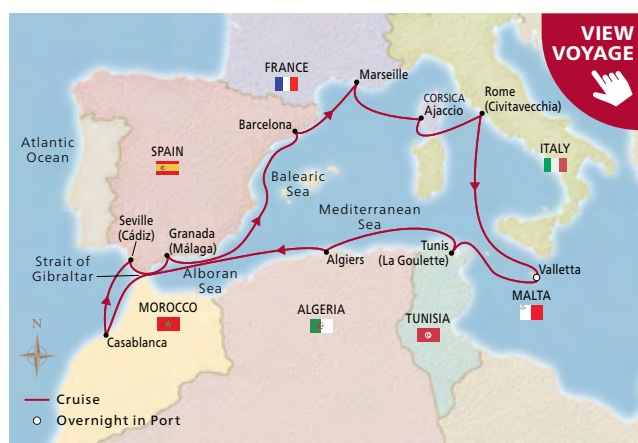 VIEW
VOYAGE
FRANCE
Marseille
CORSICA
Ajaccio
Rome
(Civitavecchia)
Barcelona
Atlantic
Ocean
SPAIN
ITALY
Balearic
Sea
Mediterranean
Sea
Seville
(Cádiz)
Granada
(Málaga)
Strait of
Gibraltar
Alboran
Sea
Algiers
Tunis
(La Goulette)
Valletta
MALTA
MOROCCO
ALGERIA
TUNISIA
Casablanca
N
Cruise
Overnight in Port